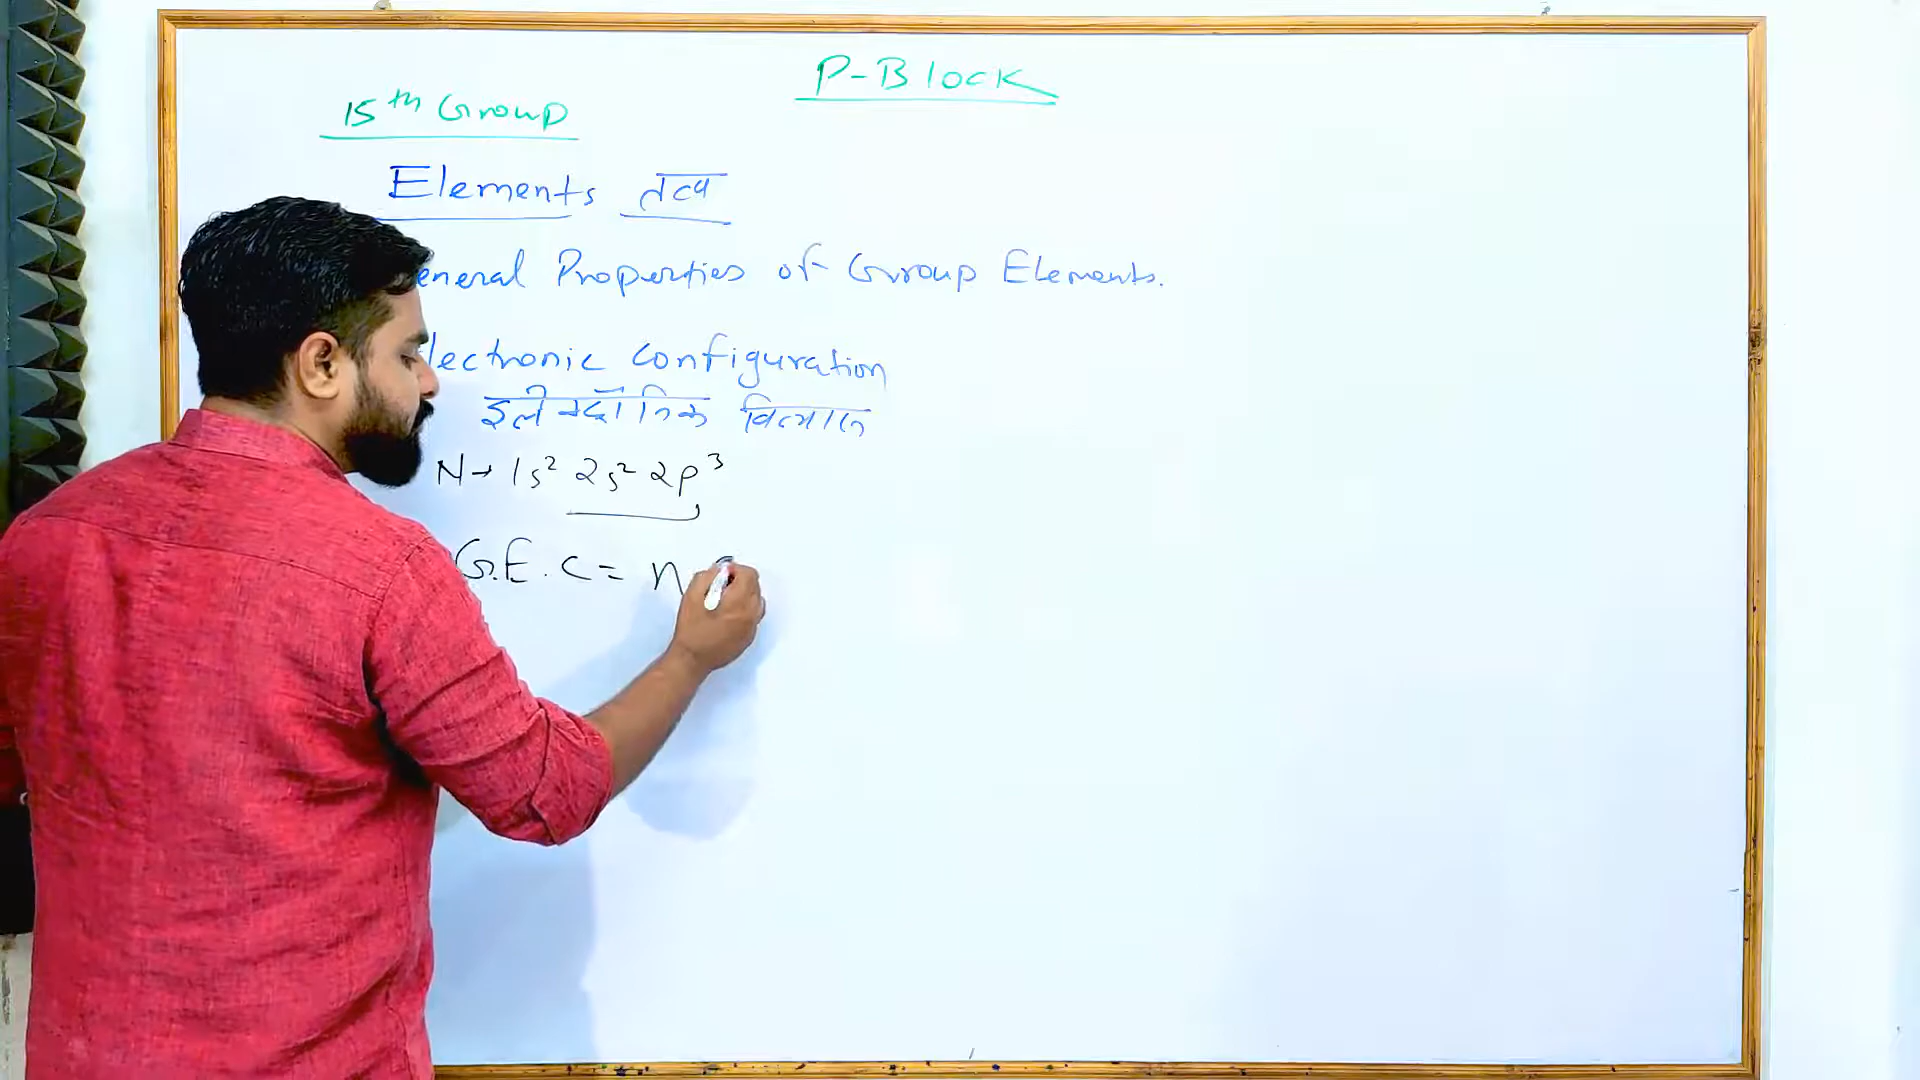 P-Block
15th Group
Elements तत्व
eneral Properties of Group Elements.
lectronic configuration
इलेक्ट्रॉनिक विन्यास
N→ 1s² 2s² 2p³
G.E.C = n